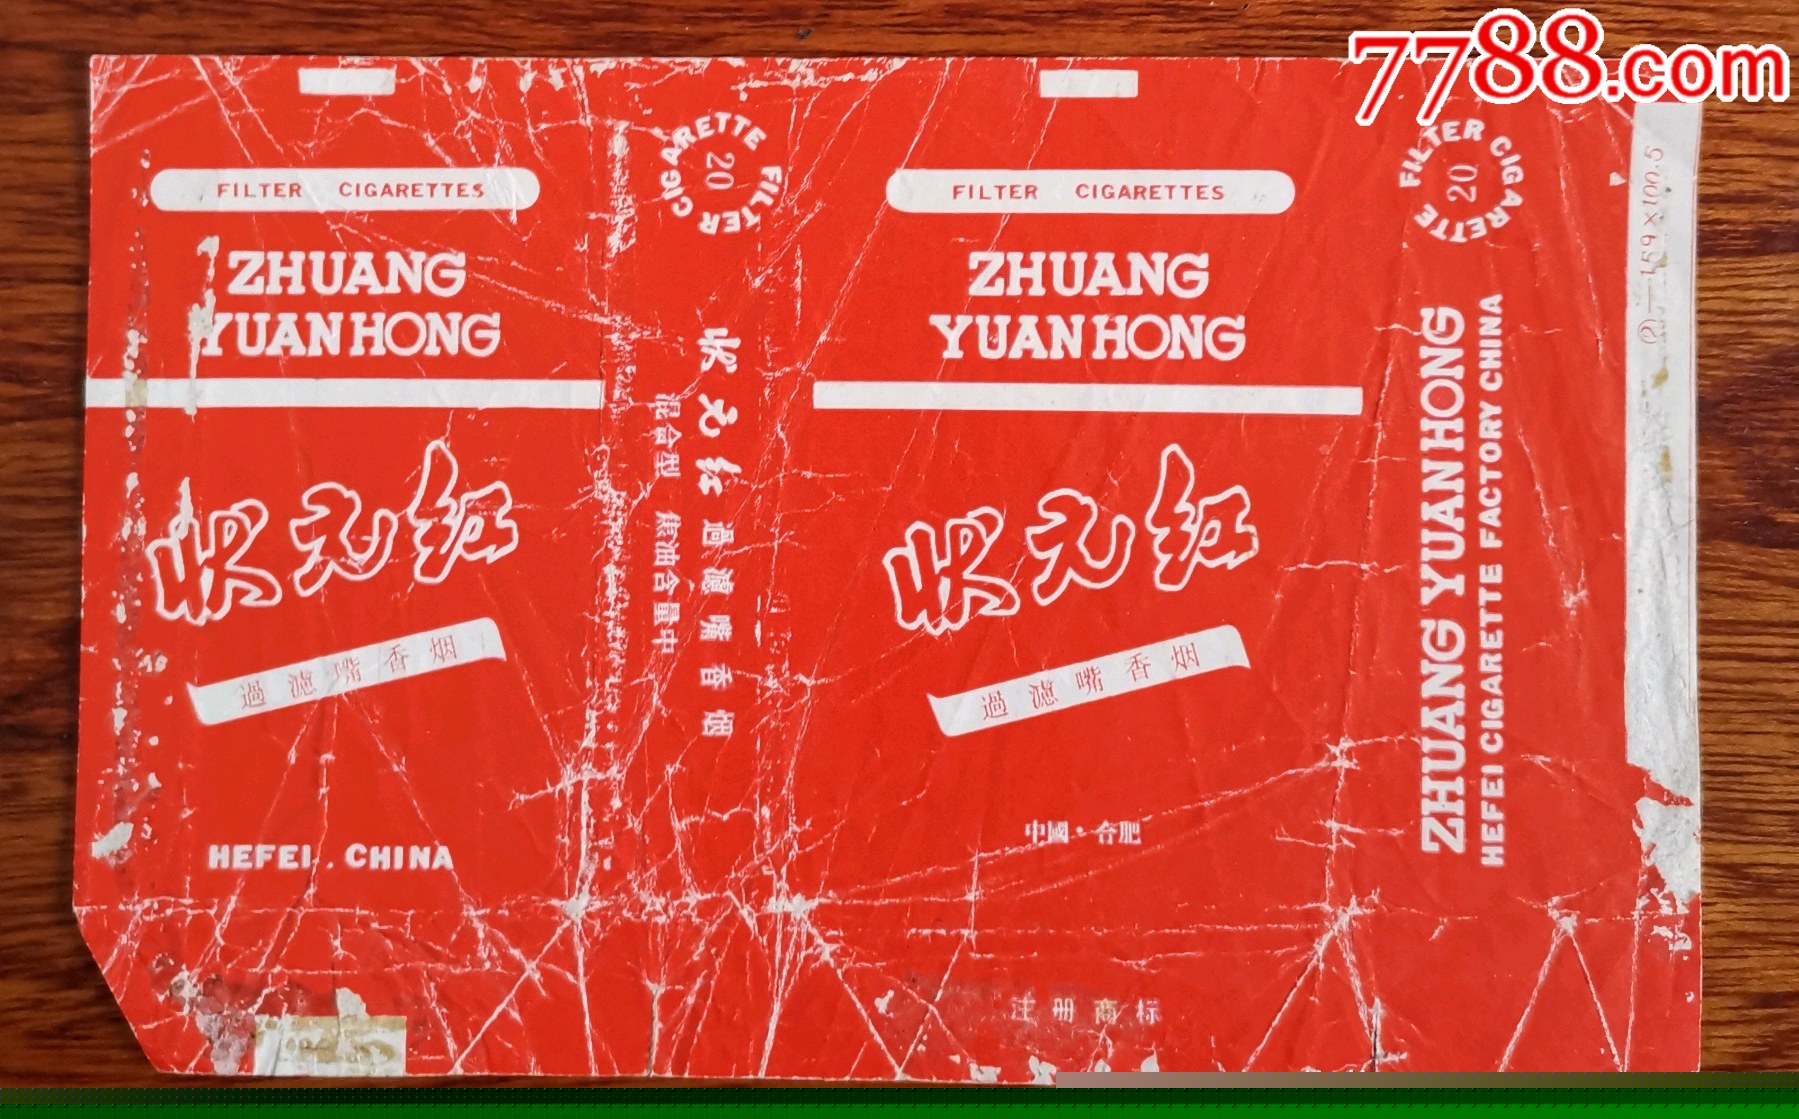 7788.com
FILTER CIGARETTES
ZHUANG
YUANHONG
状元红
過濾嘴香烟
HEFEI. CHINA
FILTER CIGARETTE
20
状元红 過濾嘴香烟
混合型 焦油含量中
FILTER CIGARETTES
ZHUANG
YUANHONG
状元红
過濾嘴香烟
中國·合肥
注册商标
FILTER CIGARETTE
20
ZHUANG YUANHONG
HEFEI CIGARETTE FACTORY CHINA
(2)—159×100.5